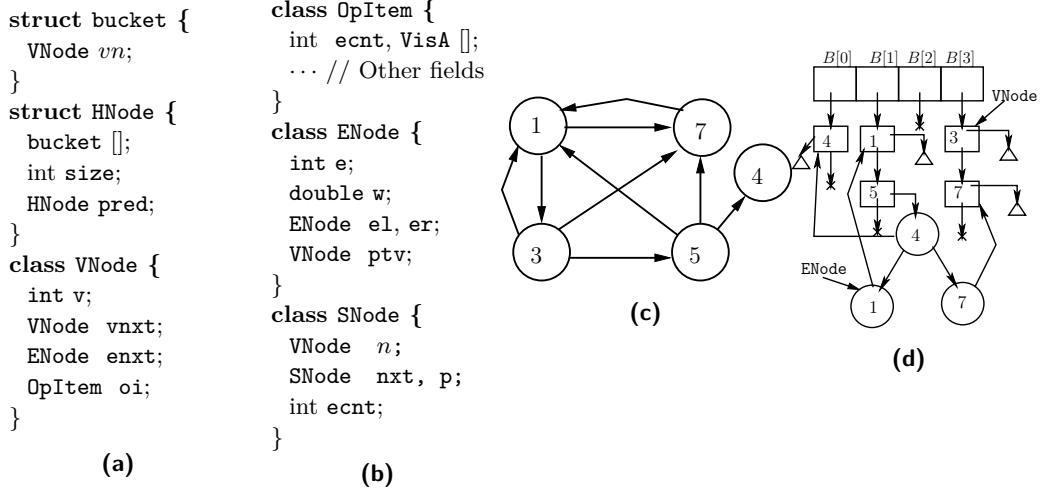 struct bucket {
VNode vn;
}
struct HNode {
bucket [];
int size;
HNode pred;
}
class VNode {
int v;
VNode vnxt;
ENode enxt;
OpItem oi;
}
(a)
class OpItem {
int ecnt, VisA [];
··· // Other fields
}
class ENode {
int e;
double w;
ENode el, er;
VNode ptv;
}
class SNode {
VNode n;
SNode nxt, p;
int ecnt;
}
(b)
1 7
4
3 5
(c)
B[0] B[1] B[2] B[3]
VNode
4 1 3
5 7
4
ENode
1 7
(d)